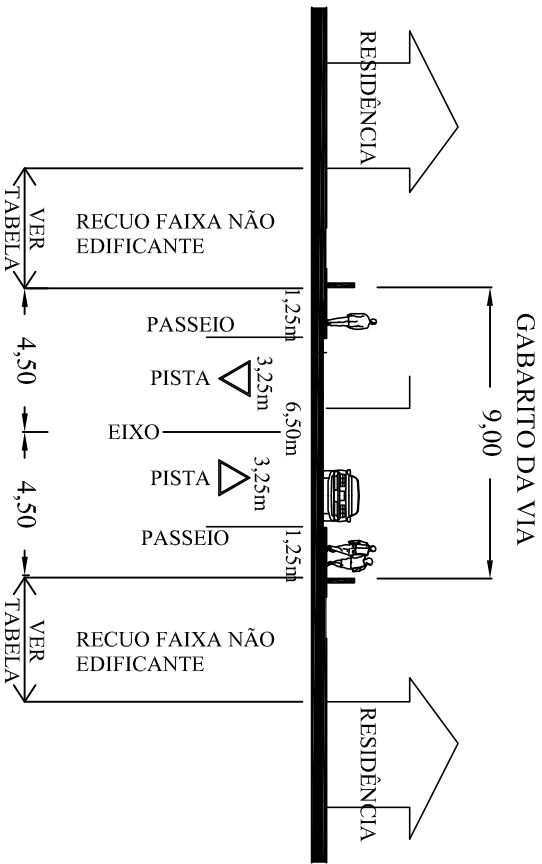 GABARITO DA VIA
9,00
RESIDÊNCIA
RESIDÊNCIA
RECUO FAIXA NÃO
EDIFICANTE
VER
TABELA
1,25m
PASSEIO
4,50
3,25m
PISTA
6,50m
EIXO
3,25m
PISTA
4,50
PASSEIO
1,25m
RECUO FAIXA NÃO
EDIFICANTE
VER
TABELA